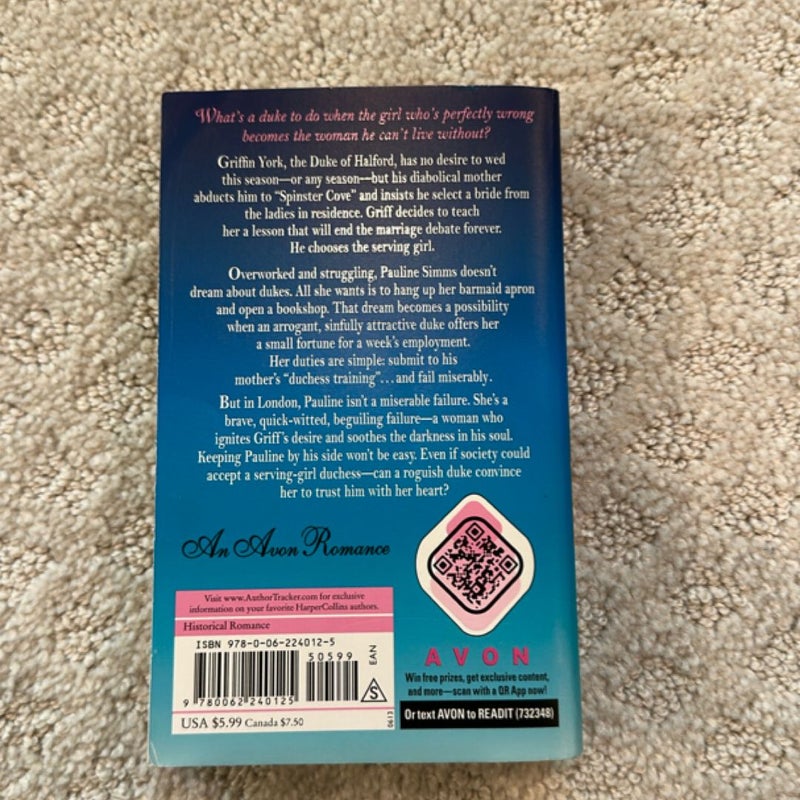 What's a duke to do when the girl who's perfectly wrong
becomes the woman he can't live without?
Griffin York, the Duke of Halford, has no desire to wed
this season—or any season—but his diabolical mother
abducts him to "Spinster Cove" and insists he select a bride from
the ladies in residence. Griff decides to teach
her a lesson that will end the marriage debate forever.
He chooses the serving girl.
Overworked and struggling, Pauline Simms doesn't
dream about dukes. All she wants is to hang up her barmaid apron
and open a bookshop. That dream becomes a possibility
when an arrogant, sinfully attractive duke offers her
a small fortune for a week's employment.
Her duties are simple: submit to his
mother's "duchess training"...and fail miserably.
But in London, Pauline isn't a miserable failure. She's a
brave, quick-witted, beguiling failure—a woman who
ignites Griff's desire and soothes the darkness in his soul.
Keeping Pauline by his side won't be easy. Even if society could
accept a serving-girl duchess—can a roguish duke convince
her to trust him with her heart?
An Avon Romance
Visit www.AuthorTracker.com for exclusive
information on your favorite HarperCollins authors.
Historical Romance
ISBN 978-0-06-224012-5
50599
EAN
S
9 780062 240125
0613
USA $5.99 Canada $7.50
AVON
Win free prizes, get exclusive content,
and more—scan with a QR App now!
Or text AVON to READIT (732348)